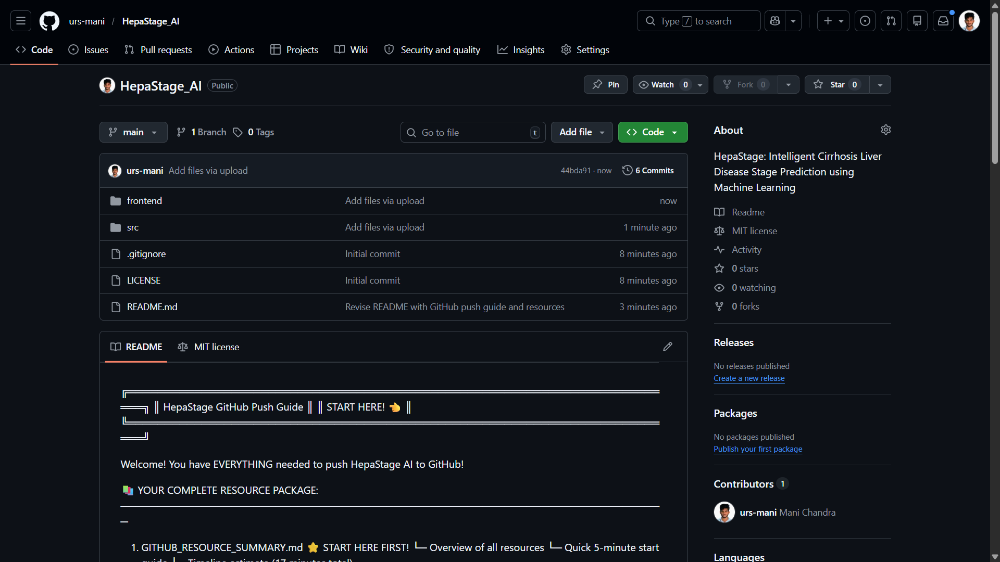 urs-mani / HepaStage_AI
Type / to search
Code Issues Pull requests Actions Projects Wiki Security and quality Insights Settings
HepaStage_AI Public
Pin Watch 0 Fork 0 Star 0
main 1 Branch 0 Tags
Go to file t Add file Code
urs-mani Add files via upload 44bda91 · now 6 Commits
frontend Add files via upload now
src Add files via upload 1 minute ago
.gitignore Initial commit 8 minutes ago
LICENSE Initial commit 8 minutes ago
README.md Revise README with GitHub push guide and resources 3 minutes ago
README MIT license
║ HepaStage GitHub Push Guide ║ ║ START HERE! 👈 ║
Welcome! You have EVERYTHING needed to push HepaStage AI to GitHub!
📚 YOUR COMPLETE RESOURCE PACKAGE:
1. GITHUB_RESOURCE_SUMMARY.md ⭐ START HERE FIRST! └─ Overview of all resources └─ Quick 5-minute start
guide └─ Timeline estimate (17 minutes total)
About
HepaStage: Intelligent Cirrhosis Liver
Disease Stage Prediction using
Machine Learning
Readme
MIT license
Activity
0 stars
0 watching
0 forks
Releases
No releases published
Create a new release
Packages
No packages published
Publish your first package
Contributors 1
urs-mani Mani Chandra
Languages